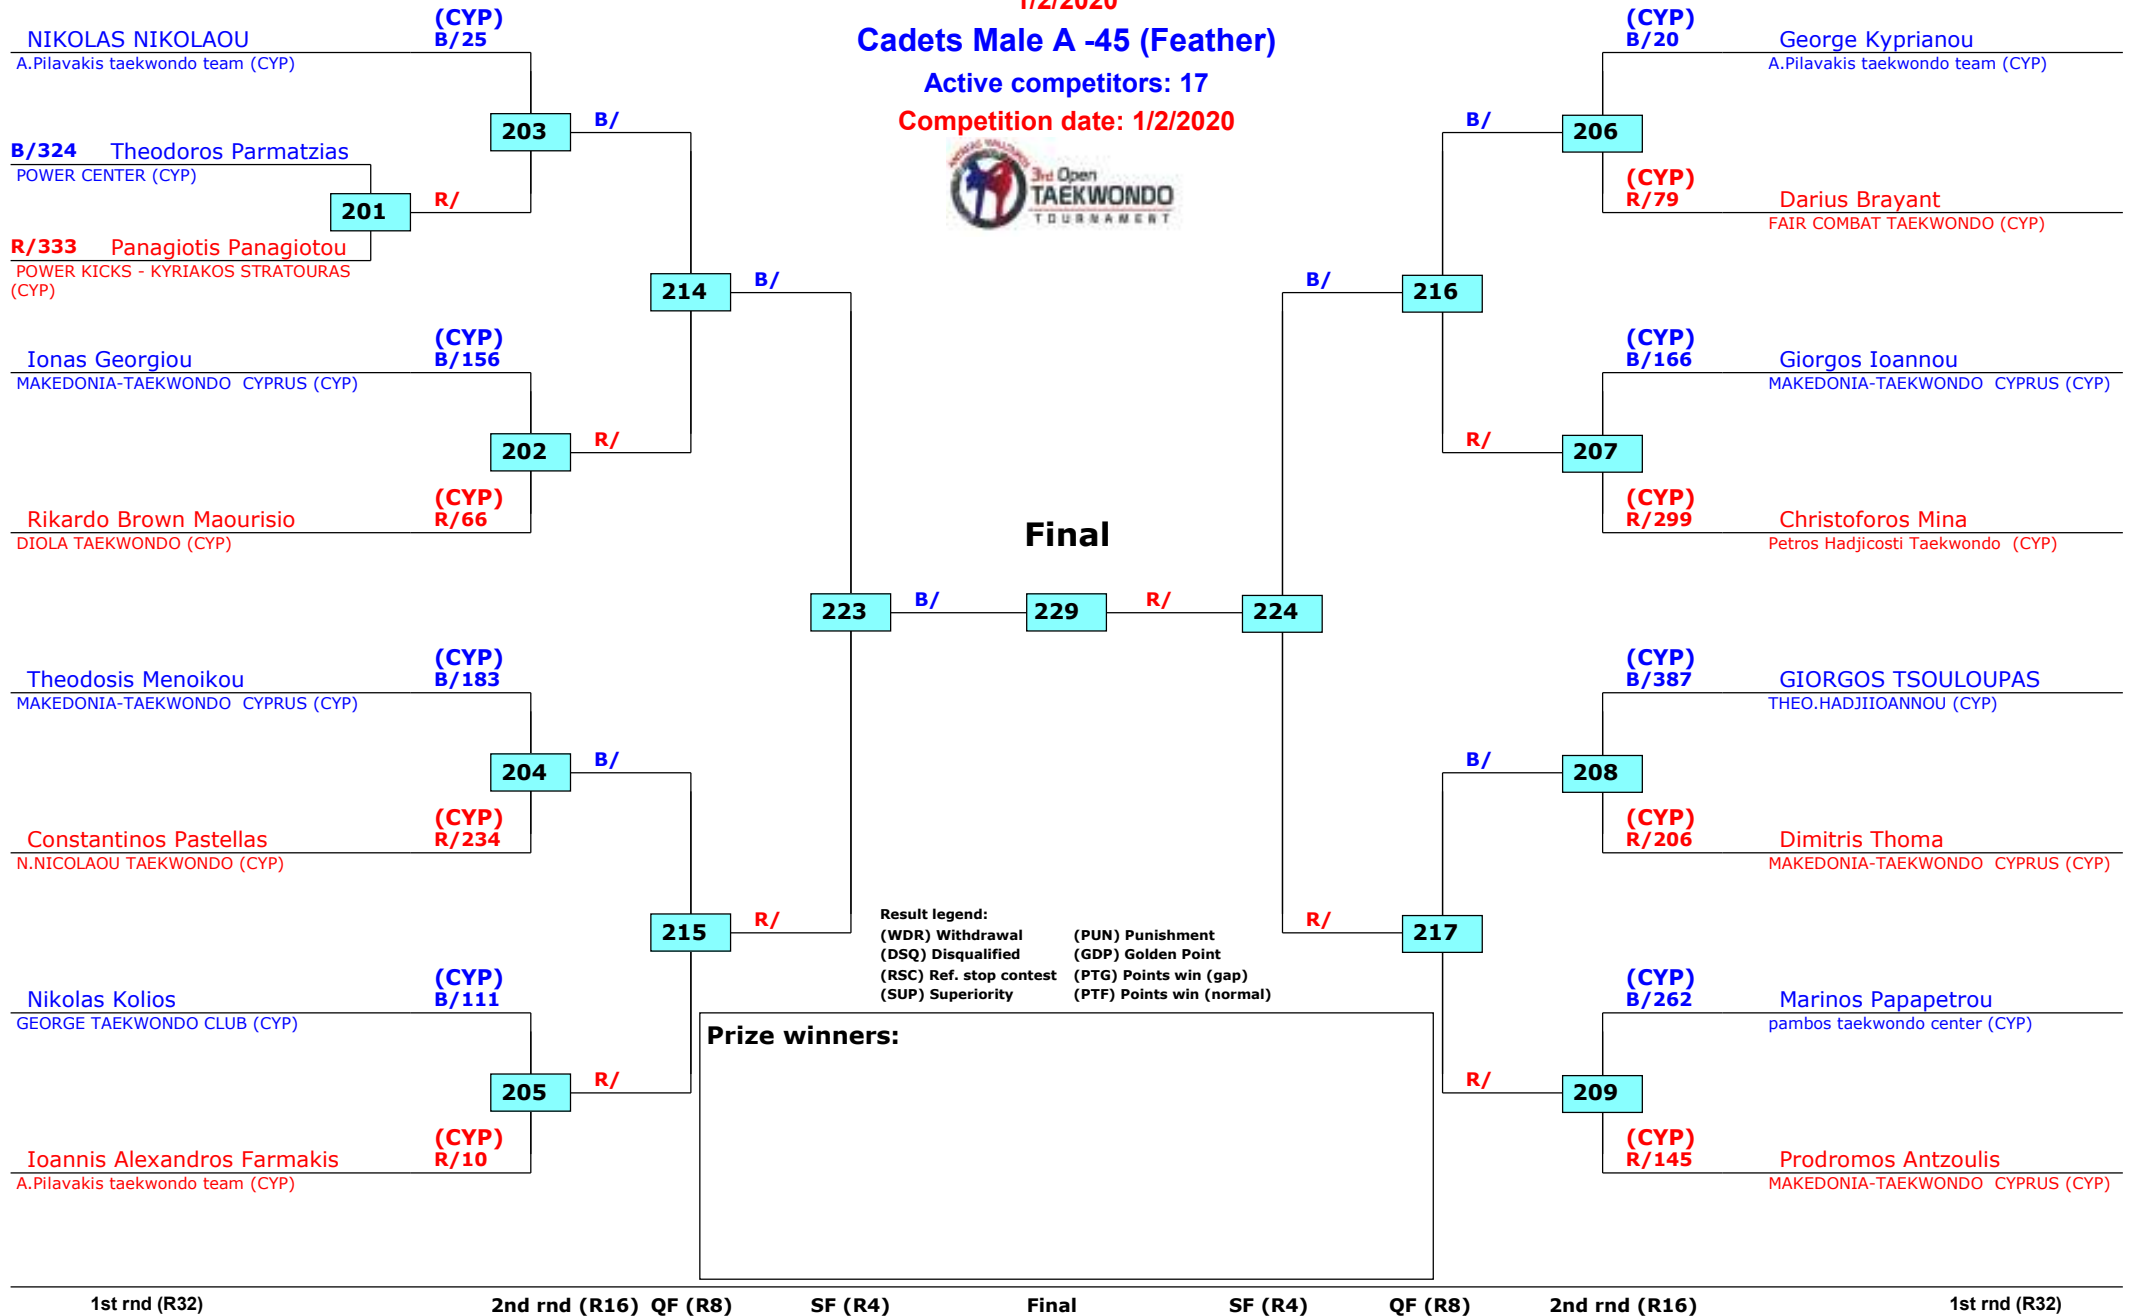 1/2/2020
Cadets Male A -45 (Feather)
Active competitors: 17
Competition date: 1/2/2020
3rd Open
TAEKWONDO
TOURNAMENT
(CYP)
NIKOLAS NIKOLAOU B/25
A.Pilavakis taekwondo team (CYP)
203 B/
B/324 Theodoros Parmatzias
POWER CENTER (CYP)
201 R/
R/333 Panagiotis Panagiotou
POWER KICKS - KYRIAKOS STRATOURAS
(CYP)
214 B/
(CYP)
Ionas Georgiou B/156
MAKEDONIA-TAEKWONDO CYPRUS (CYP)
202 R/
(CYP)
Rikardo Brown Maourisio R/66
DIOLA TAEKWONDO (CYP)
223 B/
(CYP)
Theodosis Menoikou B/183
MAKEDONIA-TAEKWONDO CYPRUS (CYP)
204 B/
(CYP)
Constantinos Pastellas R/234
N.NICOLAOU TAEKWONDO (CYP)
215 R/
(CYP)
Nikolas Kolios B/111
GEORGE TAEKWONDO CLUB (CYP)
205 R/
(CYP)
Ioannis Alexandros Farmakis R/10
A.Pilavakis taekwondo team (CYP)
Final
229
(CYP)
B/20 George Kyprianou
A.Pilavakis taekwondo team (CYP)
B/ 206
(CYP)
R/79 Darius Brayant
FAIR COMBAT TAEKWONDO (CYP)
B/ 216
(CYP)
B/166 Giorgos Ioannou
MAKEDONIA-TAEKWONDO CYPRUS (CYP)
R/ 207
(CYP)
R/299 Christoforos Mina
Petros Hadjicosti Taekwondo (CYP)
R/ 224
(CYP)
B/387 GIORGOS TSOULOUPAS
THEO.HADJIIOANNOU (CYP)
B/ 208
(CYP)
R/206 Dimitris Thoma
MAKEDONIA-TAEKWONDO CYPRUS (CYP)
R/ 217
(CYP)
B/262 Marinos Papapetrou
pambos taekwondo center (CYP)
R/ 209
(CYP)
R/145 Prodromos Antzoulis
MAKEDONIA-TAEKWONDO CYPRUS (CYP)
Result legend:
(WDR) Withdrawal (PUN) Punishment
(DSQ) Disqualified (GDP) Golden Point
(RSC) Ref. stop contest (PTG) Points win (gap)
(SUP) Superiority (PTF) Points win (normal)
Prize winners:
1st rnd (R32) 2nd rnd (R16) QF (R8) SF (R4) Final SF (R4) QF (R8) 2nd rnd (R16) 1st rnd (R32)